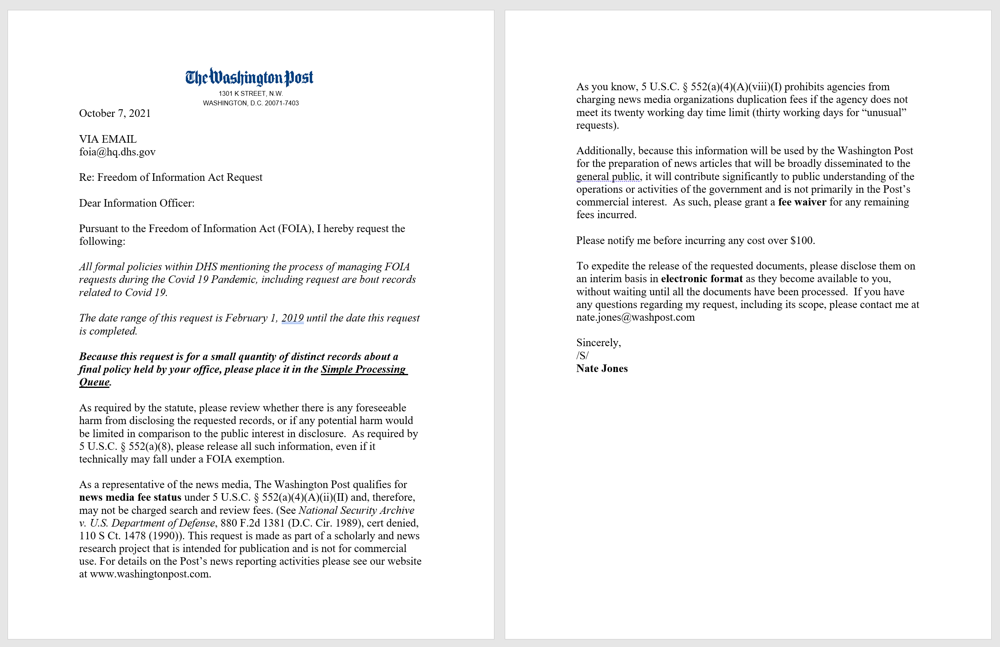 The Washington Post
1301 K STREET, N.W.
WASHINGTON, D.C. 20071-7403
October 7, 2021
VIA EMAIL
foia@hq.dhs.gov
Re: Freedom of Information Act Request
Dear Information Officer:
Pursuant to the Freedom of Information Act (FOIA), I hereby request the
following:
All formal policies within DHS mentioning the process of managing FOIA
requests during the Covid 19 Pandemic, including request are bout records
related to Covid 19.
The date range of this request is February 1, 2019 until the date this request
is completed.
Because this request is for a small quantity of distinct records about a
final policy held by your office, please place it in the Simple Processing
Queue.
As required by the statute, please review whether there is any foreseeable
harm from disclosing the requested records, or if any potential harm would
be limited in comparison to the public interest in disclosure.  As required by
5 U.S.C. § 552(a)(8), please release all such information, even if it
technically may fall under a FOIA exemption.
As a representative of the news media, The Washington Post qualifies for
news media fee status under 5 U.S.C. § 552(a)(4)(A)(ii)(II) and, therefore,
may not be charged search and review fees. (See National Security Archive
v. U.S. Department of Defense, 880 F.2d 1381 (D.C. Cir. 1989), cert denied,
110 S Ct. 1478 (1990)). This request is made as part of a scholarly and news
research project that is intended for publication and is not for commercial
use. For details on the Post’s news reporting activities please see our website
at www.washingtonpost.com.
As you know, 5 U.S.C. § 552(a)(4)(A)(viii)(I) prohibits agencies from
charging news media organizations duplication fees if the agency does not
meet its twenty working day time limit (thirty working days for “unusual”
requests).
Additionally, because this information will be used by the Washington Post
for the preparation of news articles that will be broadly disseminated to the
general public, it will contribute significantly to public understanding of the
operations or activities of the government and is not primarily in the Post’s
commercial interest.  As such, please grant a fee waiver for any remaining
fees incurred.
Please notify me before incurring any cost over $100.
To expedite the release of the requested documents, please disclose them on
an interim basis in electronic format as they become available to you,
without waiting until all the documents have been processed.  If you have
any questions regarding my request, including its scope, please contact me at
nate.jones@washpost.com
Sincerely,
/S/
Nate Jones